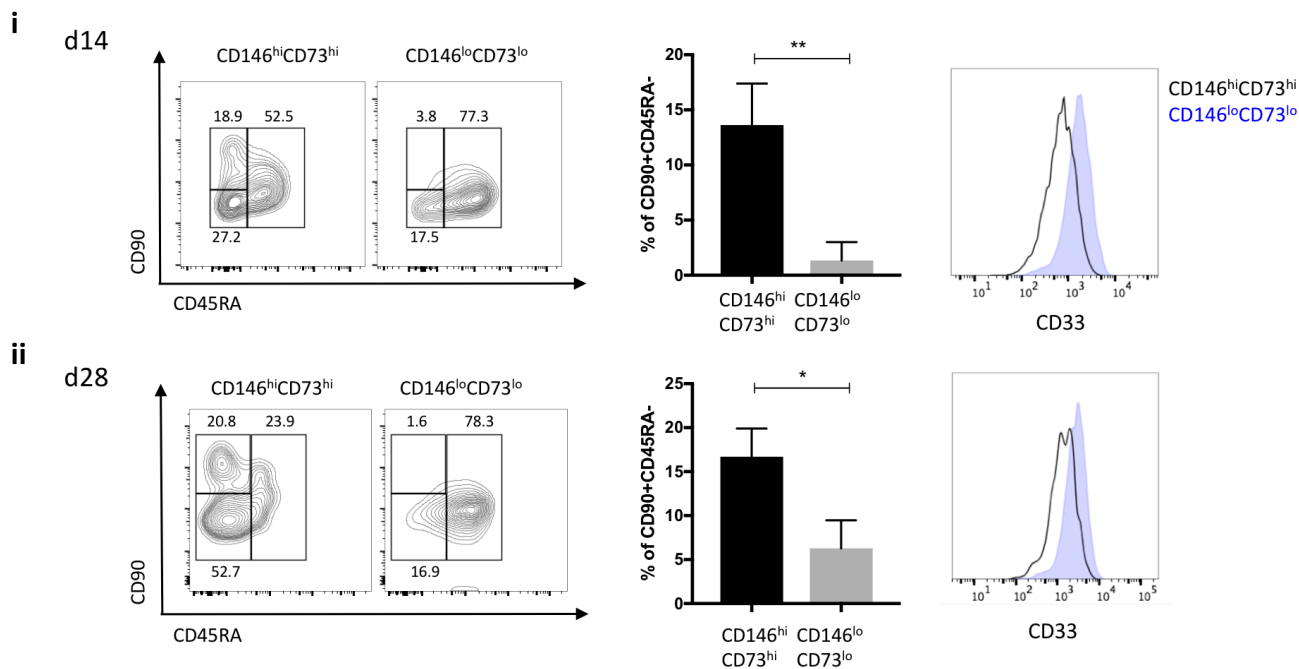 i
d14
CD146hiCD73hi
CD146loCD73lo
18.9 52.5
27.2
3.8 77.3
17.5
CD90
CD45RA
**
% of CD90+CD45RA-
20
15
10
5
0
CD146hi
CD73hi
CD146lo
CD73lo
CD146hiCD73hi
CD146loCD73lo
101 102 103 104
CD33
ii
d28
CD146hiCD73hi
CD146loCD73lo
20.8 23.9
52.7
1.6 78.3
16.9
CD90
CD45RA
*
% of CD90+CD45RA-
25
20
15
10
5
0
CD146hi
CD73hi
CD146lo
CD73lo
101 102 103 104 105
CD33